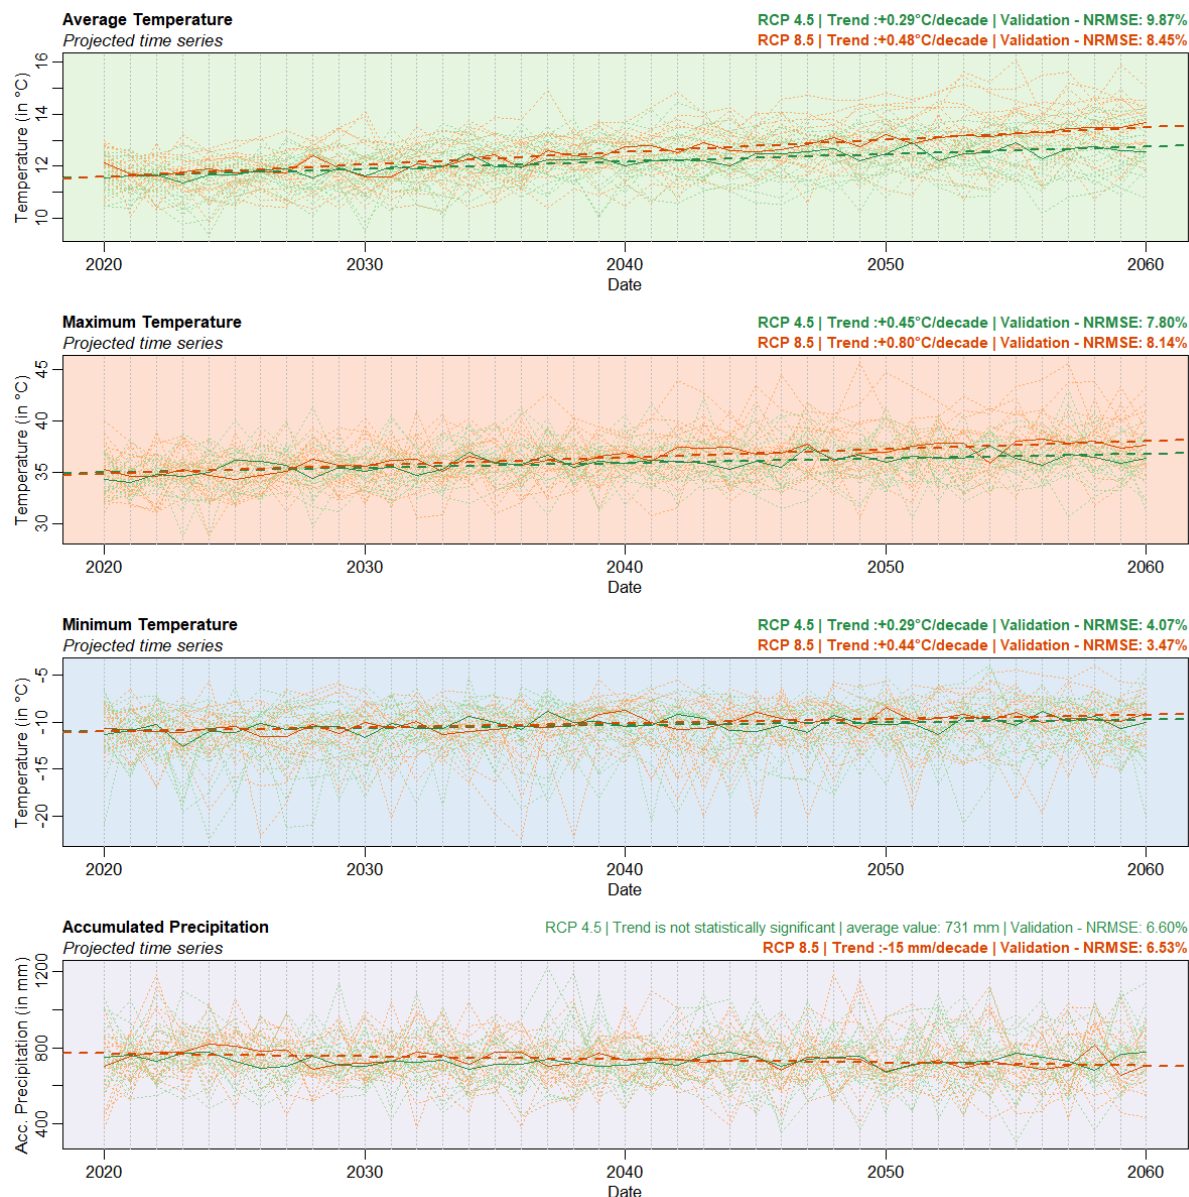 Average Temperature
RCP 4.5 | Trend :+0.29°C/decade | Validation - NRMSE: 9.87%
Projected time series
RCP 8.5 | Trend :+0.48°C/decade | Validation - NRMSE: 8.45%
Temperature (in °C)
16
14
12
10
2020 2030 2040 2050 2060
Date
Maximum Temperature
RCP 4.5 | Trend :+0.45°C/decade | Validation - NRMSE: 7.80%
Projected time series
RCP 8.5 | Trend :+0.80°C/decade | Validation - NRMSE: 8.14%
Temperature (in °C)
45
40
35
30
2020 2030 2040 2050 2060
Date
Minimum Temperature
RCP 4.5 | Trend :+0.29°C/decade | Validation - NRMSE: 4.07%
Projected time series
RCP 8.5 | Trend :+0.44°C/decade | Validation - NRMSE: 3.47%
Temperature (in °C)
-5
-10
-15
-20
2020 2030 2040 2050 2060
Date
Accumulated Precipitation
RCP 4.5 | Trend is not statistically significant | average value: 731 mm | Validation - NRMSE: 6.60%
Projected time series
RCP 8.5 | Trend :-15 mm/decade | Validation - NRMSE: 6.53%
Acc. Precipitation (in mm)
1200
800
400
2020 2030 2040 2050 2060
Date